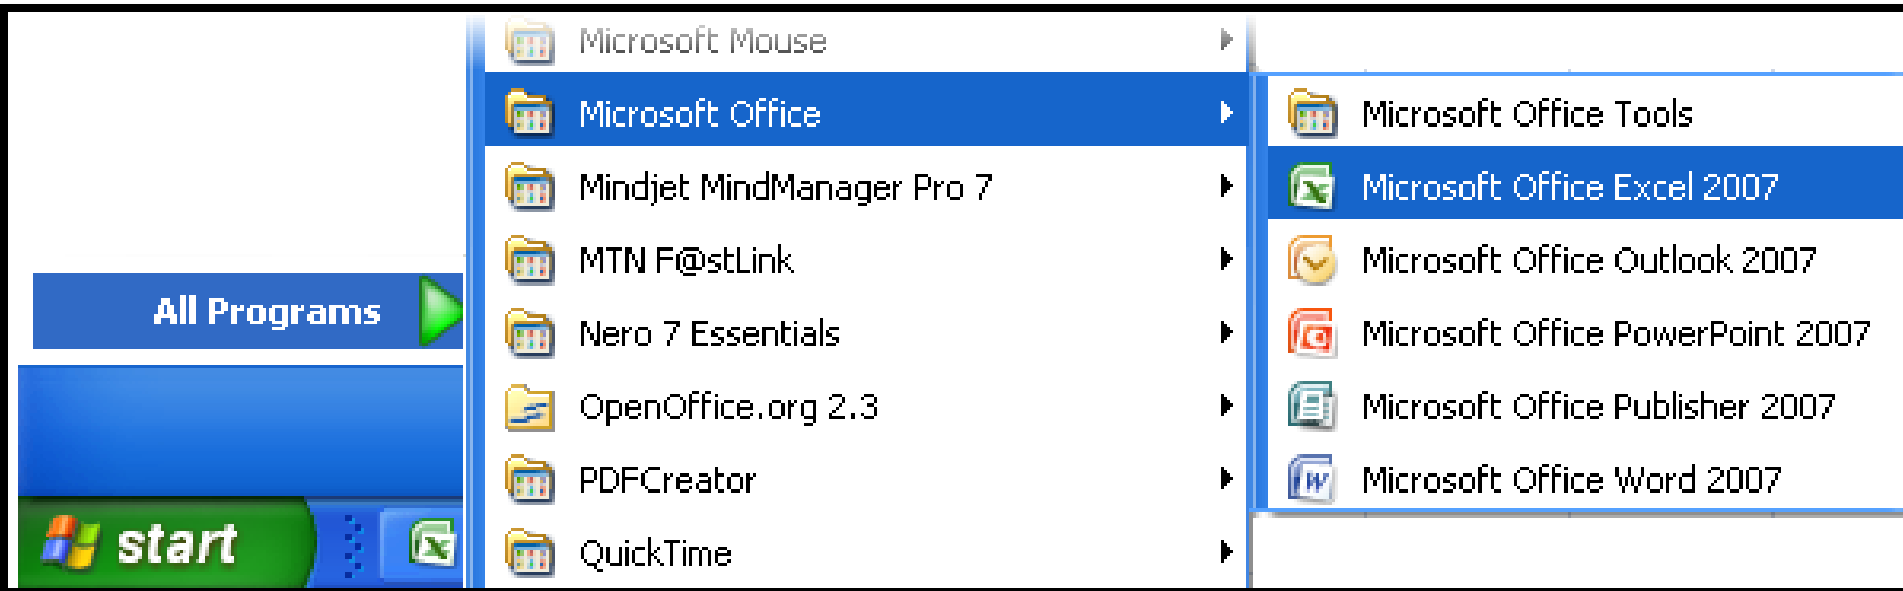 Microsoft Mouse
Microsoft Office
Mindjet MindManager Pro 7
MTN F@stLink
Nero 7 Essentials
OpenOffice.org 2.3
PDFCreator
QuickTime
Microsoft Office Tools
Microsoft Office Excel 2007
Microsoft Office Outlook 2007
Microsoft Office PowerPoint 2007
Microsoft Office Publisher 2007
Microsoft Office Word 2007
All Programs
start